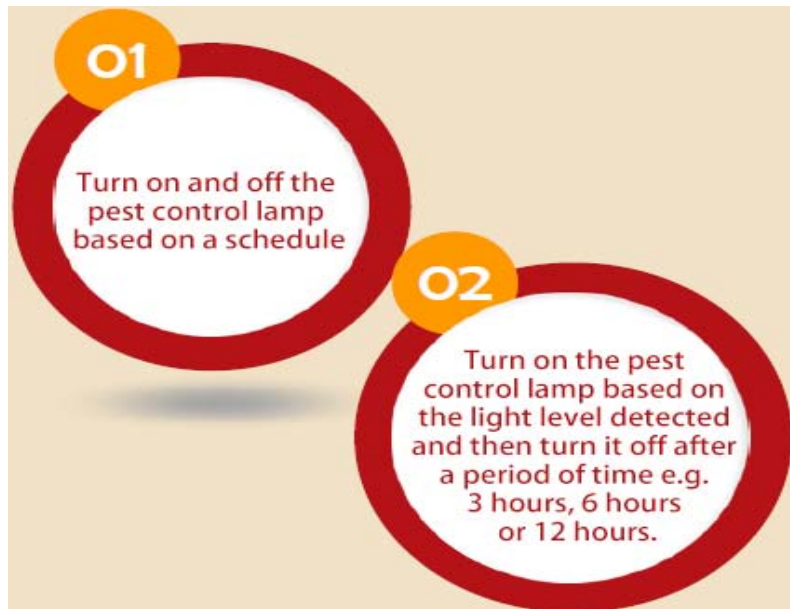 01
Turn on and off the
pest control lamp
based on a schedule
02
Turn on the pest
control lamp based on
the light level detected
and then turn it off after
a period of time e.g.
3 hours, 6 hours
or 12 hours.